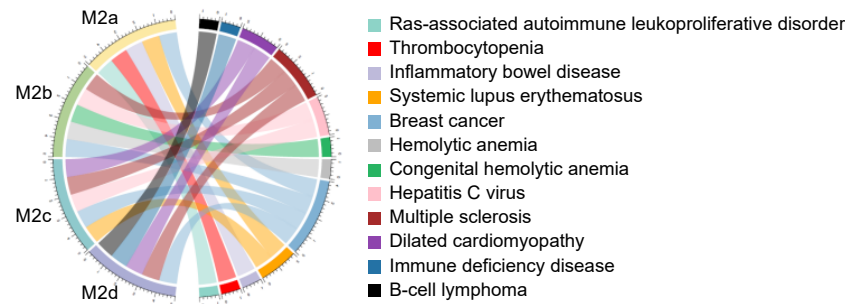 M2a
M2b
M2c
M2d
Ras-associated autoimmune leukoproliferative disorder
Thrombocytopenia
Inflammatory bowel disease
Systemic lupus erythematosus
Breast cancer
Hemolytic anemia
Congenital hemolytic anemia
Hepatitis C virus
Multiple sclerosis
Dilated cardiomyopathy
Immune deficiency disease
B-cell lymphoma